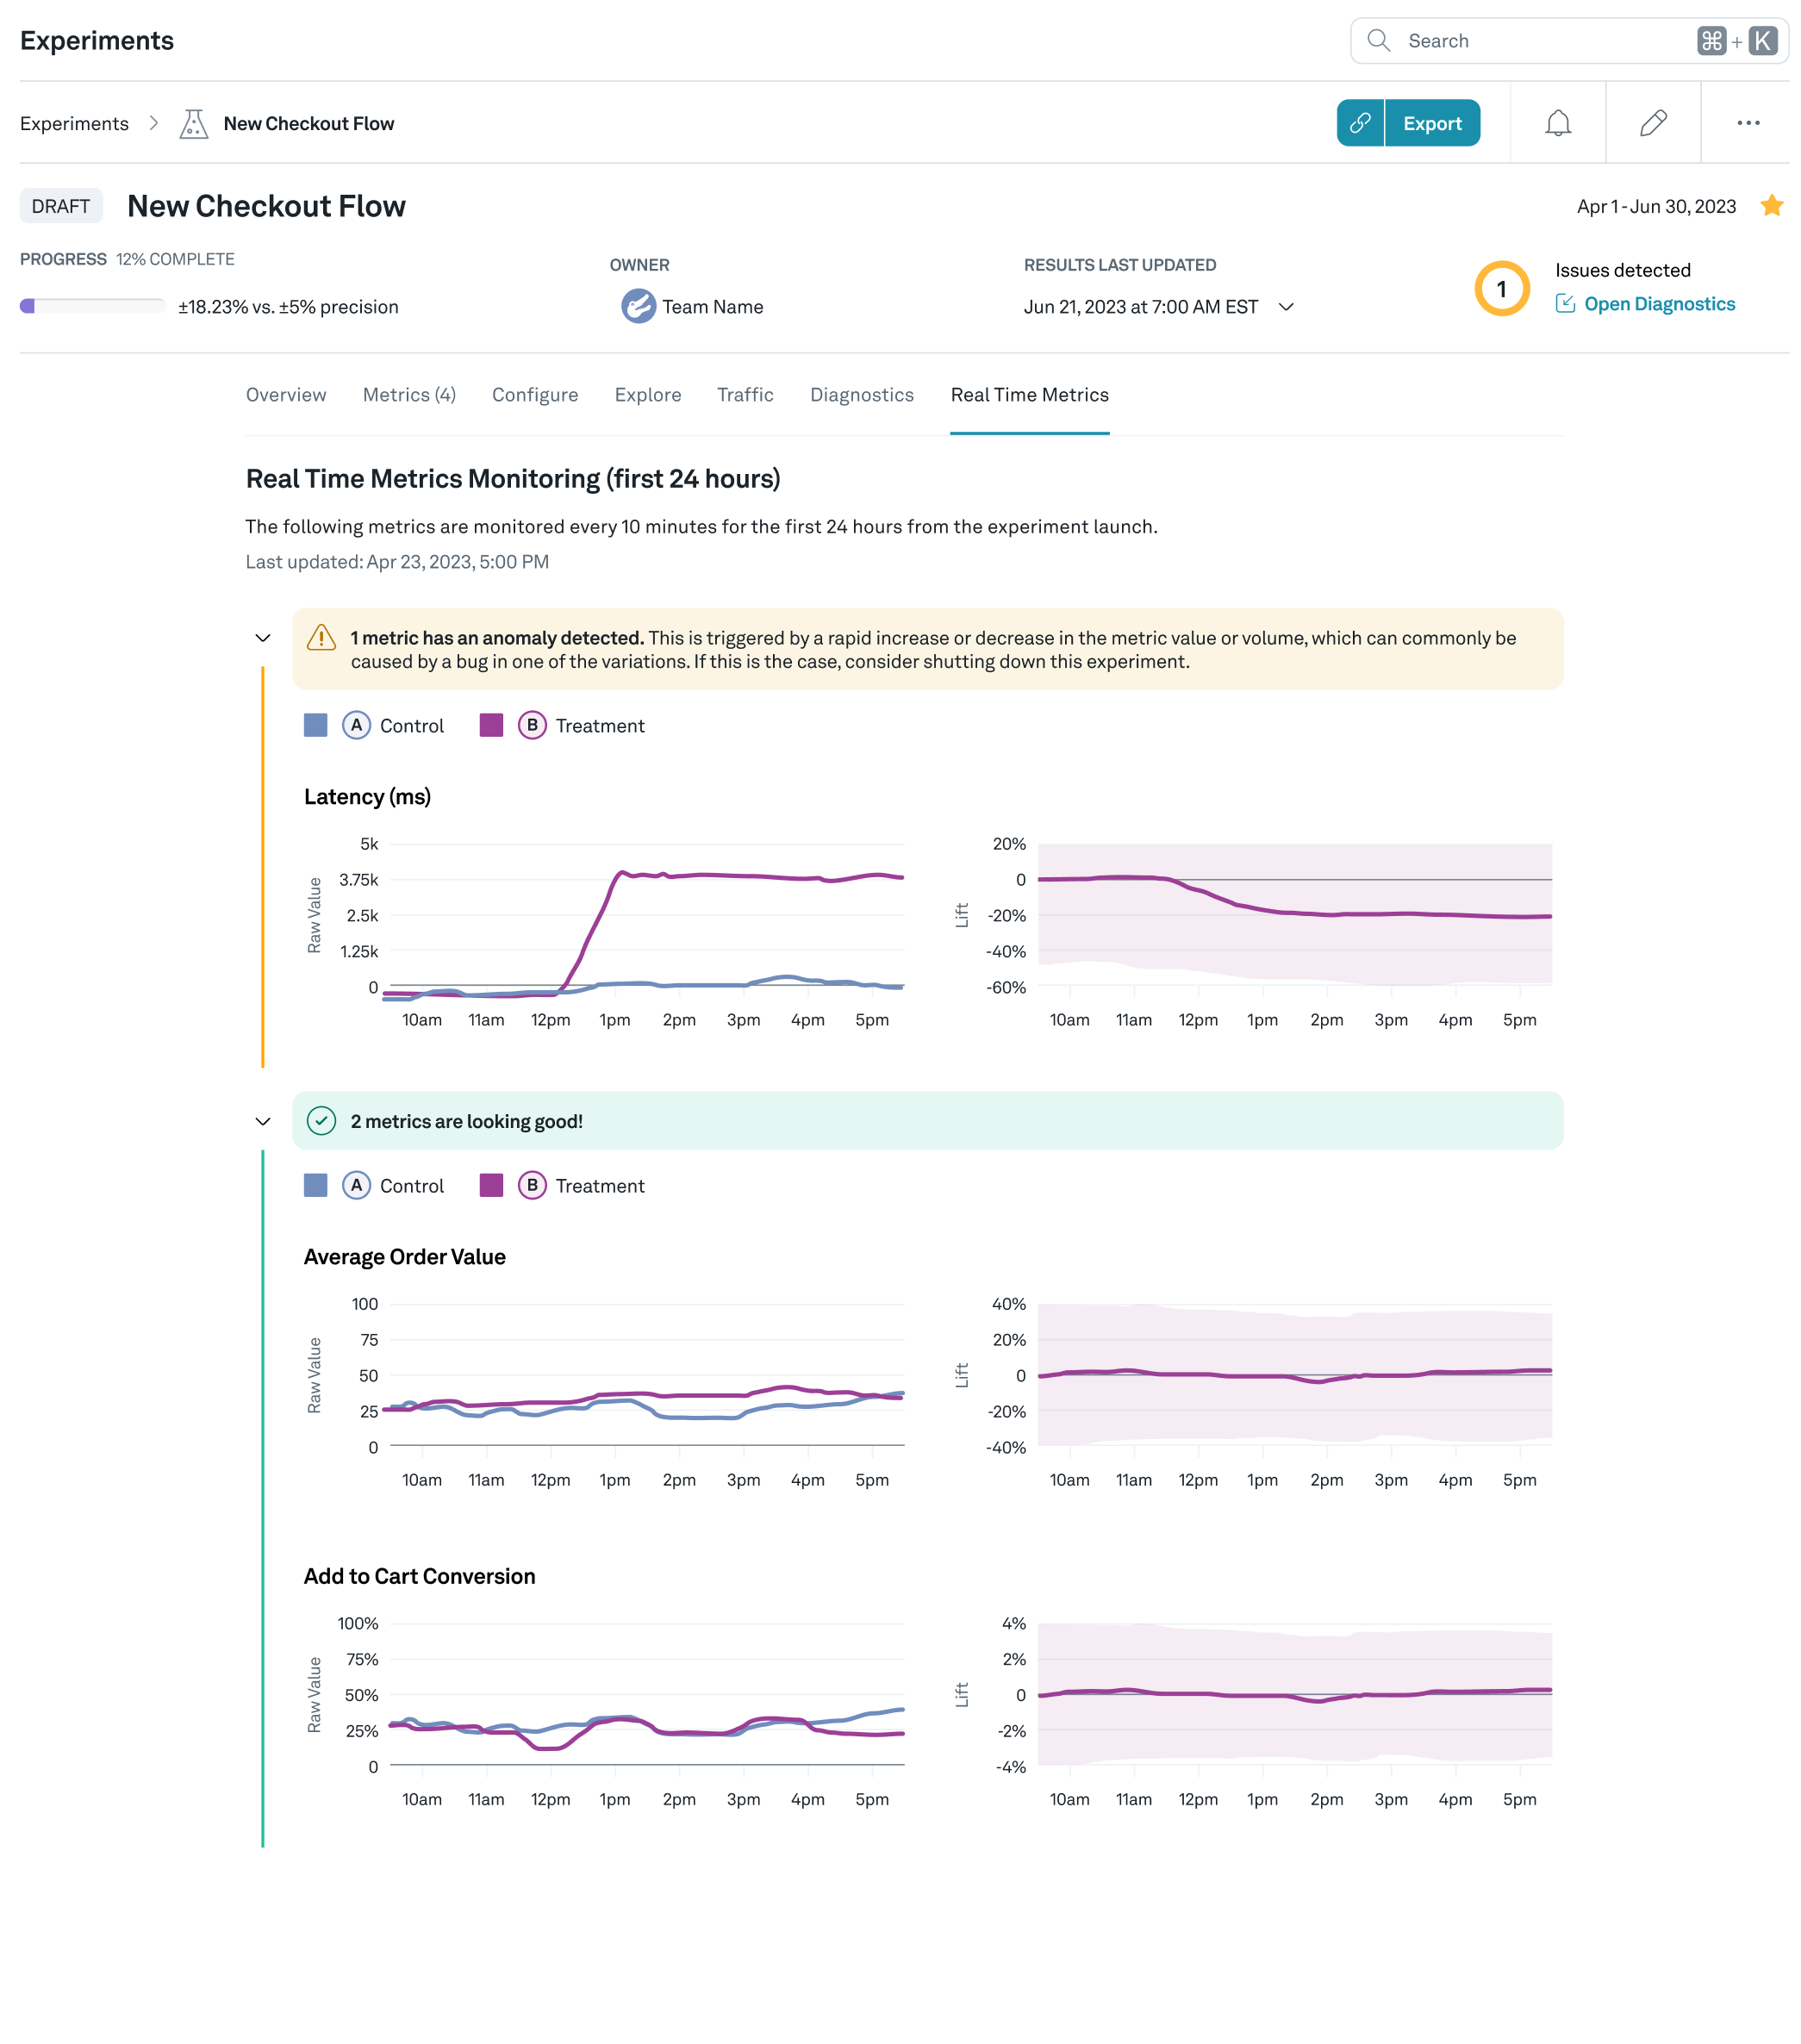 Experiments
Search
⌘ + K
Experiments > New Checkout Flow
Export
DRAFT
New Checkout Flow
Apr 1 - Jun 30, 2023
PROGRESS 12% COMPLETE
±18.23% vs. ±5% precision
OWNER
Team Name
RESULTS LAST UPDATED
Jun 21, 2023 at 7:00 AM EST
1
Issues detected
Open Diagnostics
Overview
Metrics (4)
Configure
Explore
Traffic
Diagnostics
Real Time Metrics
Real Time Metrics Monitoring (first 24 hours)
The following metrics are monitored every 10 minutes for the first 24 hours from the experiment launch.
Last updated: Apr 23, 2023, 5:00 PM
1 metric has an anomaly detected. This is triggered by a rapid increase or decrease in the metric value or volume, which can commonly be
caused by a bug in one of the variations. If this is the case, consider shutting down this experiment.
A Control
B Treatment
Latency (ms)
Raw Value
5k
3.75k
2.5k
1.25k
0
10am 11am 12pm 1pm 2pm 3pm 4pm 5pm
Lift
20%
0
-20%
-40%
-60%
10am 11am 12pm 1pm 2pm 3pm 4pm 5pm
2 metrics are looking good!
A Control
B Treatment
Average Order Value
Raw Value
100
75
50
25
0
10am 11am 12pm 1pm 2pm 3pm 4pm 5pm
Lift
40%
20%
0
-20%
-40%
10am 11am 12pm 1pm 2pm 3pm 4pm 5pm
Add to Cart Conversion
Raw Value
100%
75%
50%
25%
0
10am 11am 12pm 1pm 2pm 3pm 4pm 5pm
Lift
4%
2%
0
-2%
-4%
10am 11am 12pm 1pm 2pm 3pm 4pm 5pm